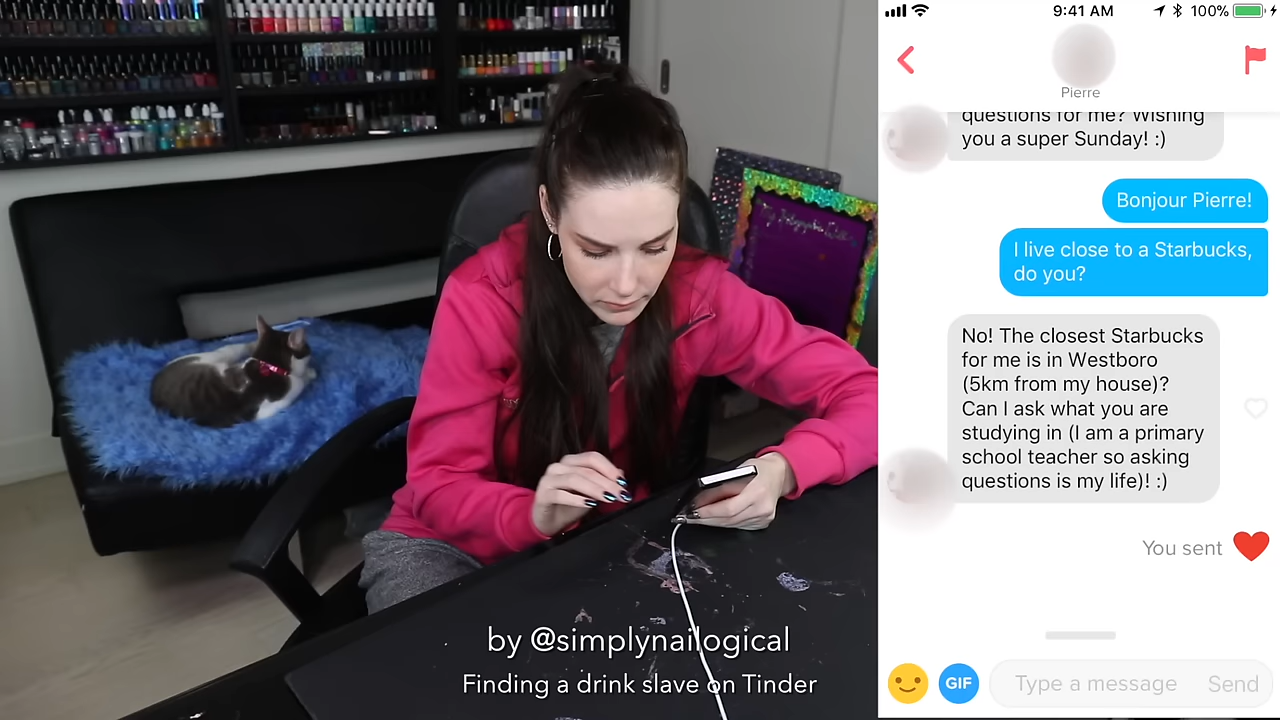 9:41 AM
100%
Pierre
questions for me? Wishing
you a super Sunday! :)
Bonjour Pierre!
I live close to a Starbucks,
do you?
No! The closest Starbucks
for me is in Westboro
(5km from my house)?
Can I ask what you are
studying in (I am a primary
school teacher so asking
questions is my life)! :)
You sent
GIF
Type a message
Send
by @simplynailogical
Finding a drink slave on Tinder